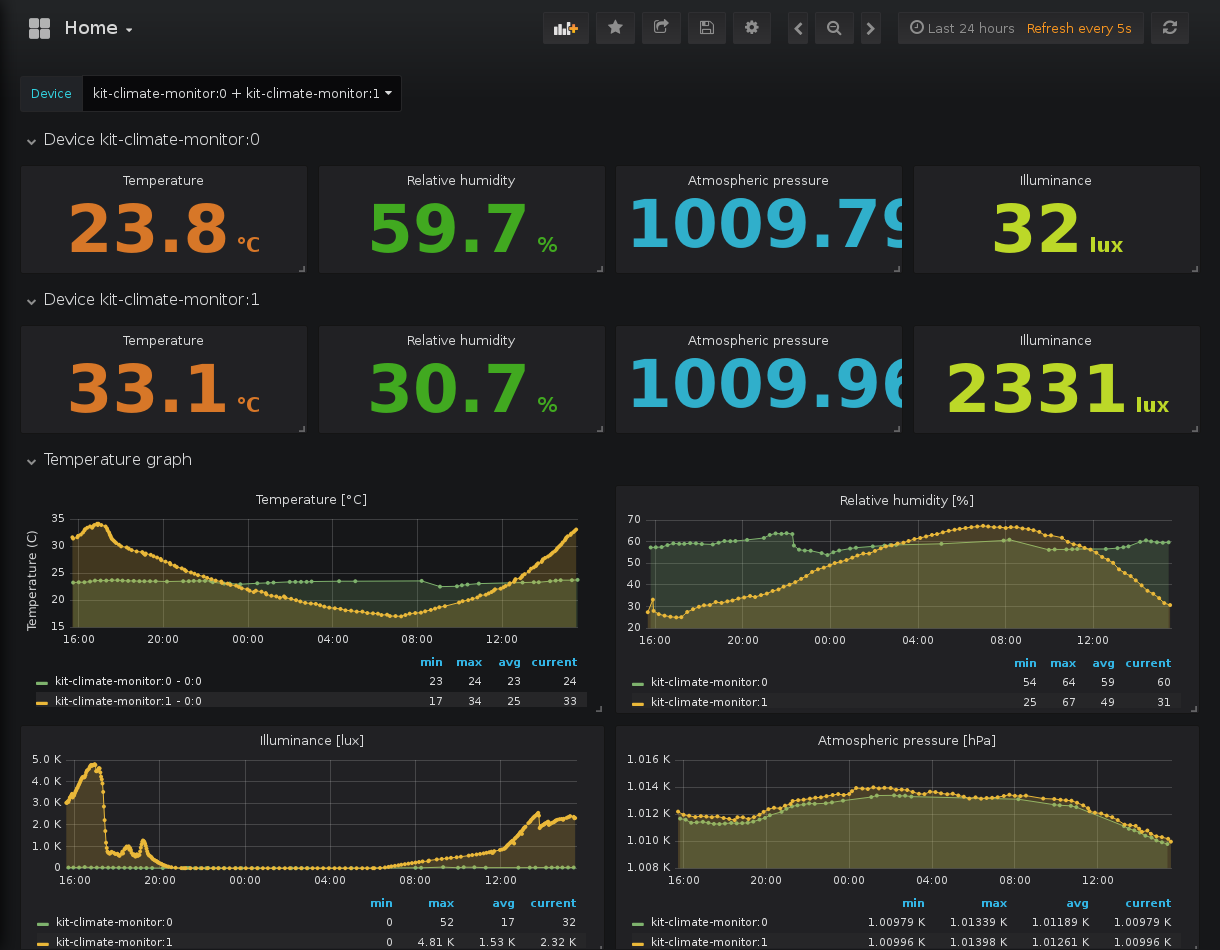 Home
Last 24 hours Refresh every 5s
Device kit-climate-monitor:0 + kit-climate-monitor:1
Device kit-climate-monitor:0
Temperature Relative humidity Atmospheric pressure Illuminance
23.8 °C 59.7 % 1009.79 32 lux
Device kit-climate-monitor:1
Temperature Relative humidity Atmospheric pressure Illuminance
33.1 °C 30.7 % 1009.96 2331 lux
Temperature graph
Temperature [°C]
Temperature (C)
35
30
25
20
15
16:00 20:00 00:00 04:00 08:00 12:00
min max avg current
kit-climate-monitor:0 - 0:0 23 24 23 24
kit-climate-monitor:1 - 0:0 17 34 25 33
Relative humidity [%]
70
60
50
40
30
20
16:00 20:00 00:00 04:00 08:00 12:00
min max avg current
kit-climate-monitor:0 54 64 59 60
kit-climate-monitor:1 25 67 49 31
Illuminance [lux]
5.0 K
4.0 K
3.0 K
2.0 K
1.0 K
0
16:00 20:00 00:00 04:00 08:00 12:00
min max avg current
kit-climate-monitor:0 0 52 17 32
kit-climate-monitor:1 0 4.81 K 1.53 K 2.32 K
Atmospheric pressure [hPa]
1.016 K
1.014 K
1.012 K
1.010 K
1.008 K
16:00 20:00 00:00 04:00 08:00 12:00
min max avg current
kit-climate-monitor:0 1.00979 K 1.01339 K 1.01189 K 1.00979 K
kit-climate-monitor:1 1.00996 K 1.01398 K 1.01261 K 1.00996 K